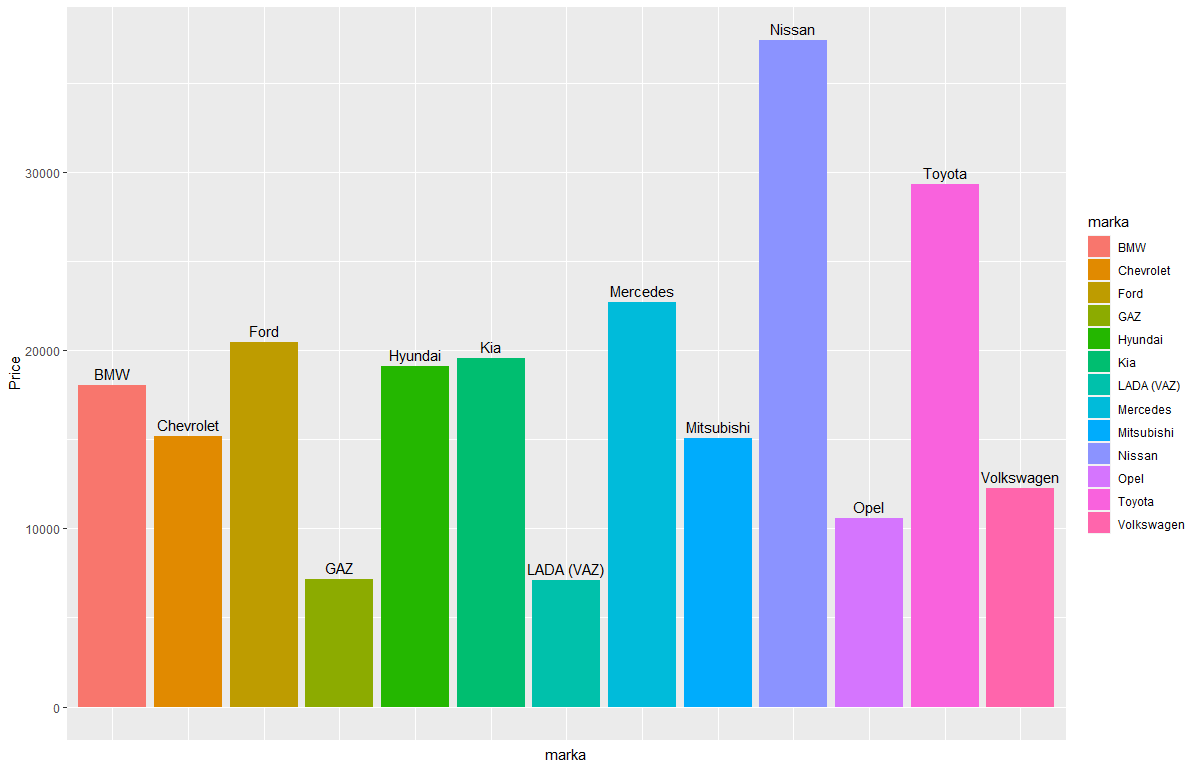 Nissan
Toyota
Mercedes
Ford
Kia
Hyundai
BMW
Chevrolet
Mitsubishi
Volkswagen
Opel
GAZ
LADA (VAZ)
30000
20000
10000
0
Price
marka
marka
BMW
Chevrolet
Ford
GAZ
Hyundai
Kia
LADA (VAZ)
Mercedes
Mitsubishi
Nissan
Opel
Toyota
Volkswagen